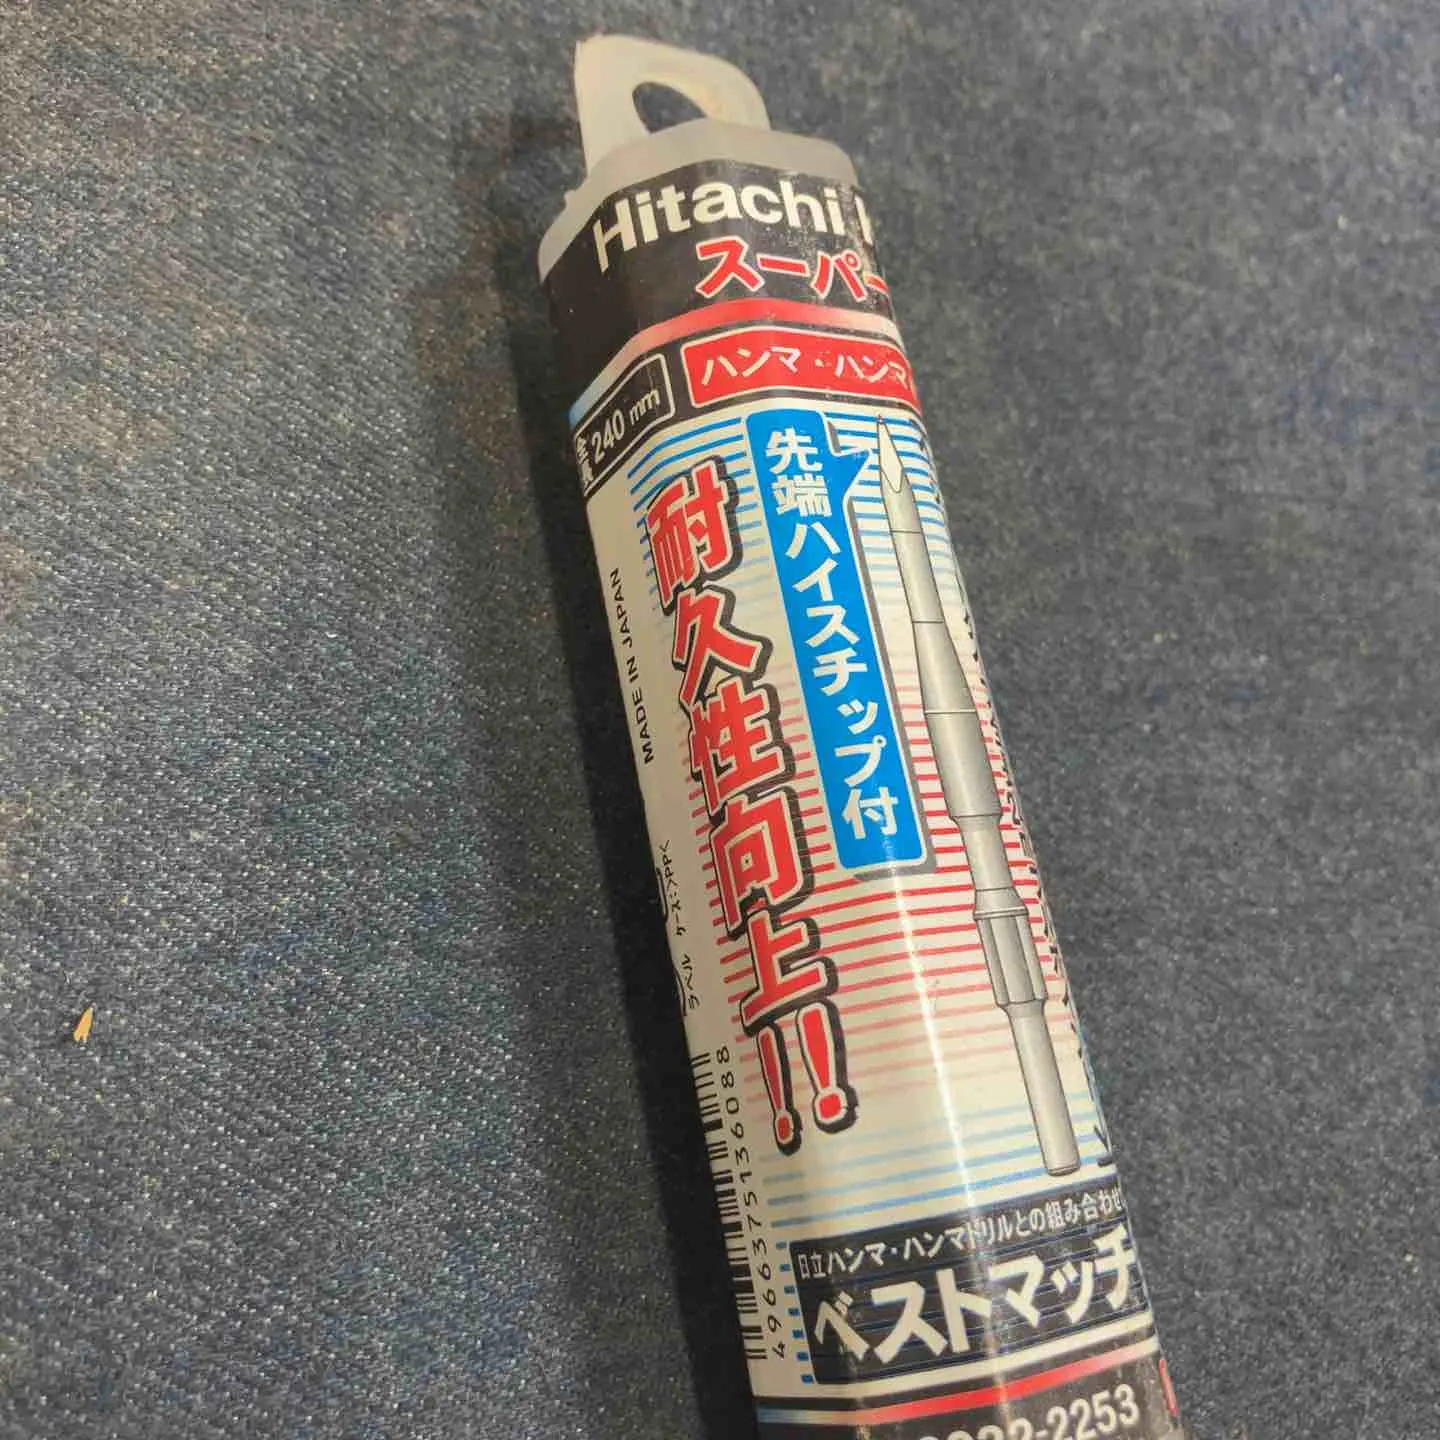 Hitachi
スーパー
ハンマ・ハンマ
全長 240 mm
先端ハイスチップ付
耐久性向上!!
MADE IN JAPAN
ラベル ケース:>PP<
4966375136088
日立ハンマ・ハンマドリルとの組み合わせ
ベストマッチ
-2253